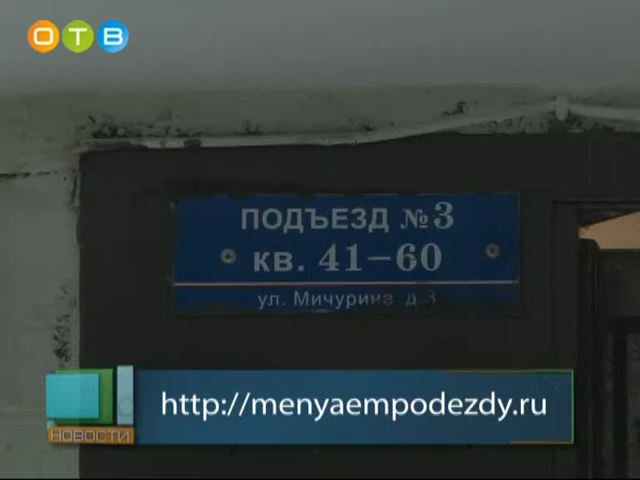 ОТВ
ПОДЪЕЗД №3
кв. 41–60
ул. Мичурина д.3
http://menyaempodezdy.ru
НОВОСТИ